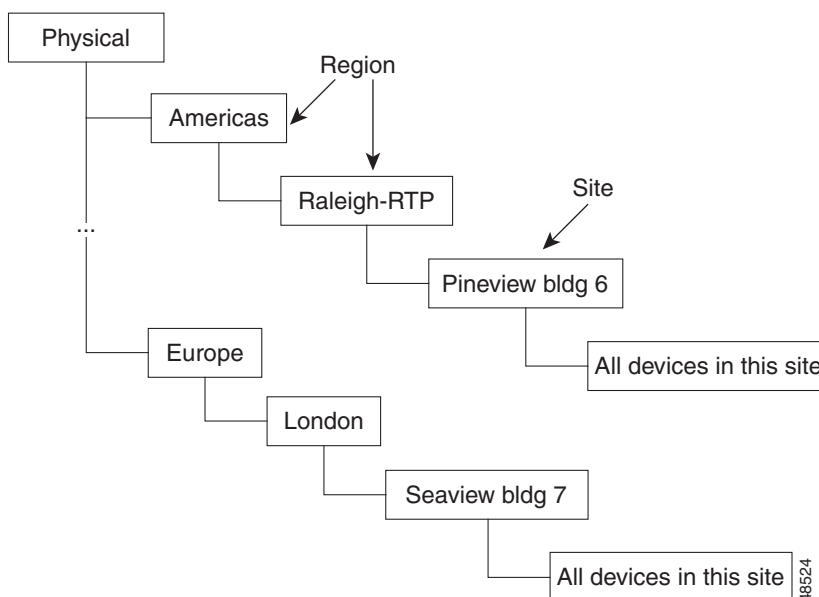 Physical
Region
Americas
Site
Raleigh-RTP
...
Pineview bldg 6
Europe
All devices in this site
London
Seaview bldg 7
All devices in this site
48524